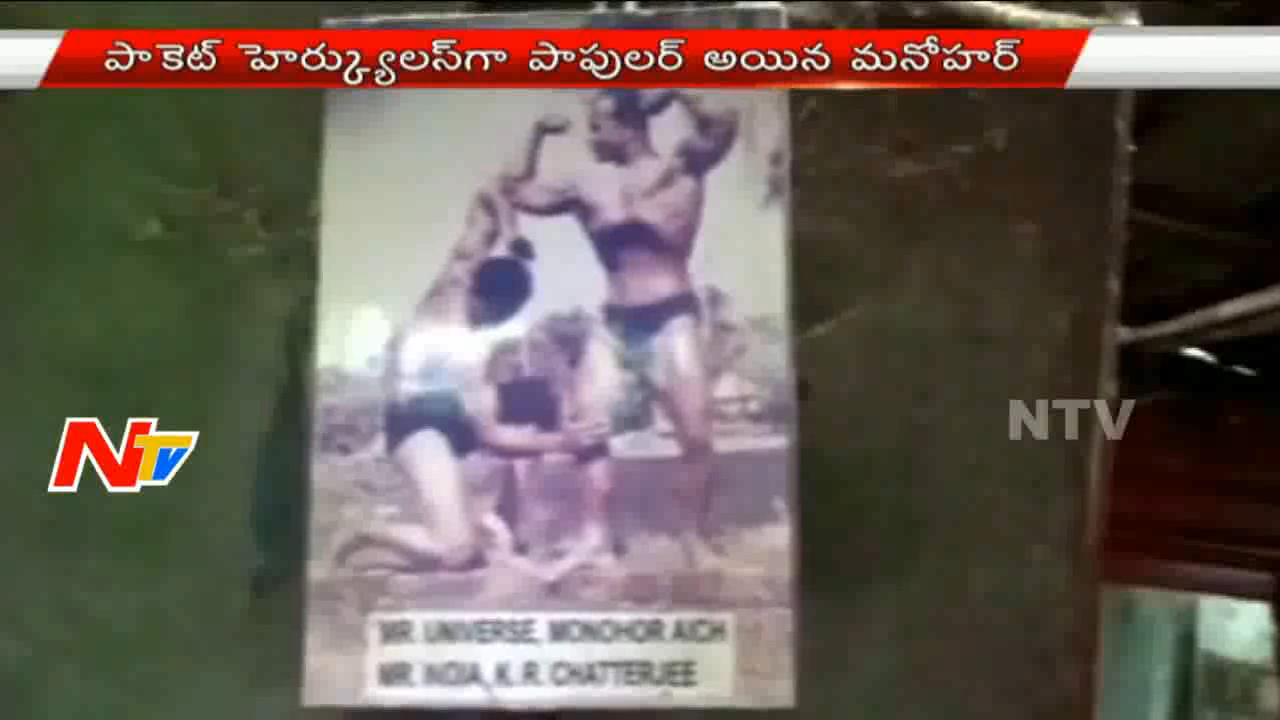 పాకెట్ హెర్క్యులస్‌గా పాపులర్ అయిన మనోహర్
NTV
NTV
MR. UNIVERSE, MONOHOR AICH
MR. INDIA, K. R. CHATTERJEE